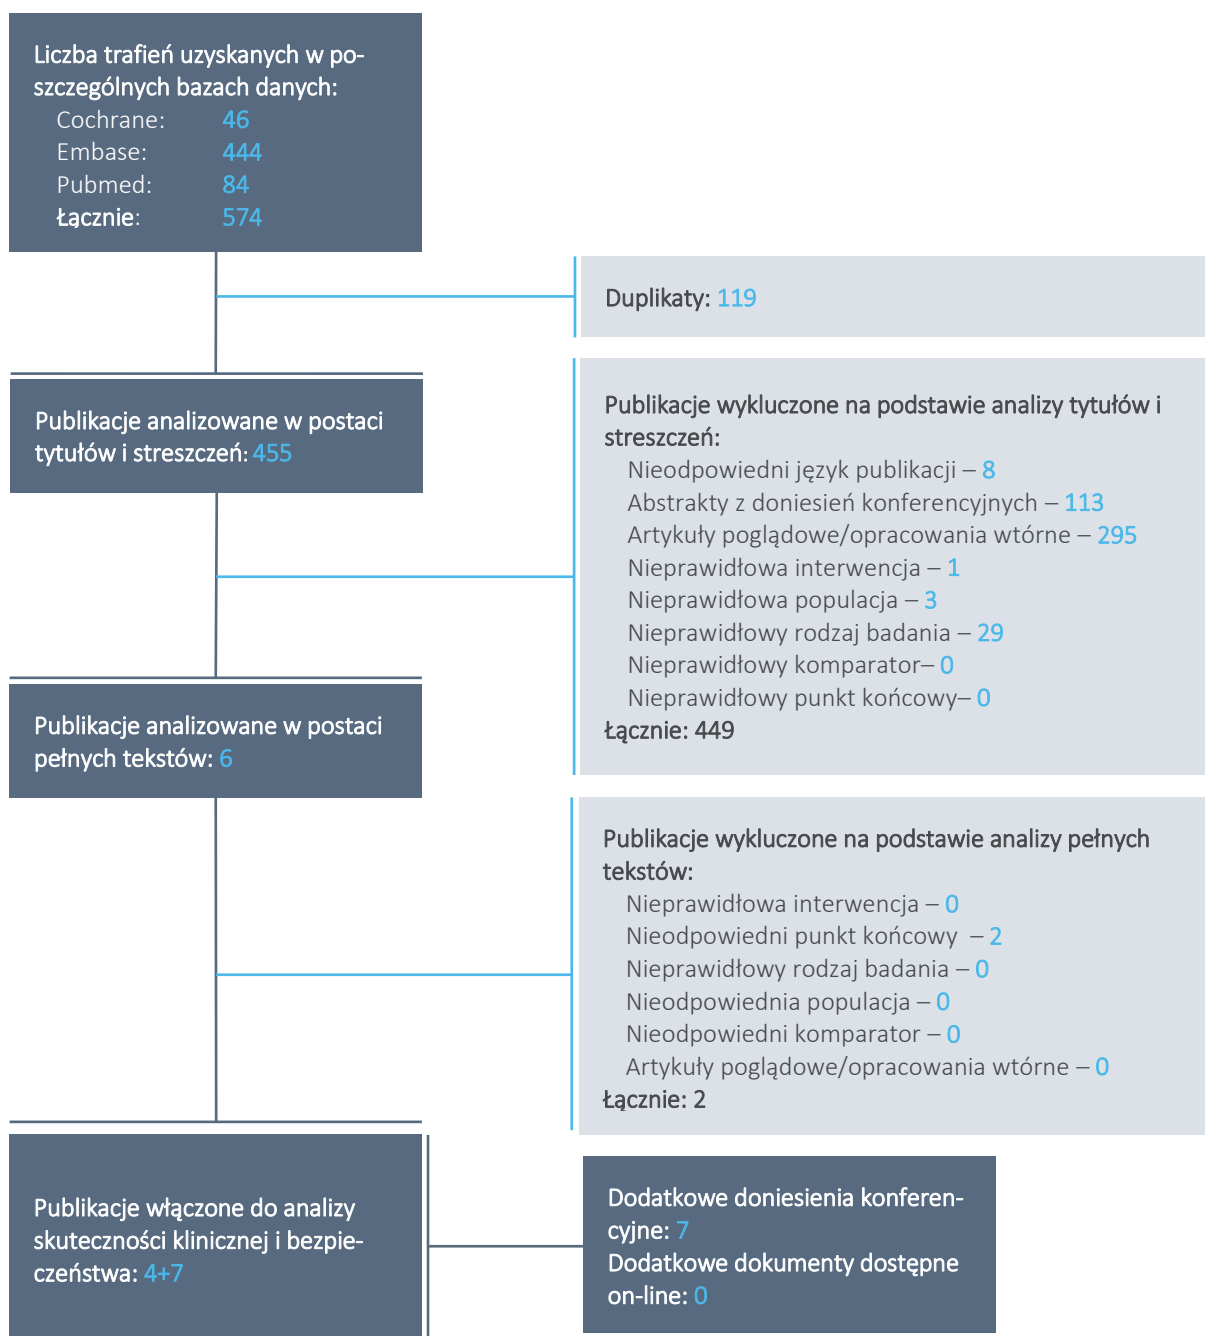 Liczba trafień uzyskanych w po-
szczególnych bazach danych:
Cochrane: 46
Embase: 444
Pubmed: 84
Łącznie: 574
Duplikaty: 119
Publikacje analizowane w postaci
tytułów i streszczeń: 455
Publikacje wykluczone na podstawie analizy tytułów i
streszczeń:
Nieodpowiedni język publikacji – 8
Abstrakty z doniesień konferencyjnych – 113
Artykuły poglądowe/opracowania wtórne – 295
Nieprawidłowa interwencja – 1
Nieprawidłowa populacja – 3
Nieprawidłowy rodzaj badania – 29
Nieprawidłowy komparator– 0
Nieprawidłowy punkt końcowy– 0
Łącznie: 449
Publikacje analizowane w postaci
pełnych tekstów: 6
Publikacje wykluczone na podstawie analizy pełnych
tekstów:
Nieprawidłowa interwencja – 0
Nieodpowiedni punkt końcowy – 2
Nieprawidłowy rodzaj badania – 0
Nieodpowiednia populacja – 0
Nieodpowiedni komparator – 0
Artykuły poglądowe/opracowania wtórne – 0
Łącznie: 2
Publikacje włączone do analizy
skuteczności klinicznej i bezpie-
czeństwa: 4+7
Dodatkowe doniesienia konferen-
cyjne: 7
Dodatkowe dokumenty dostępne
on-line: 0